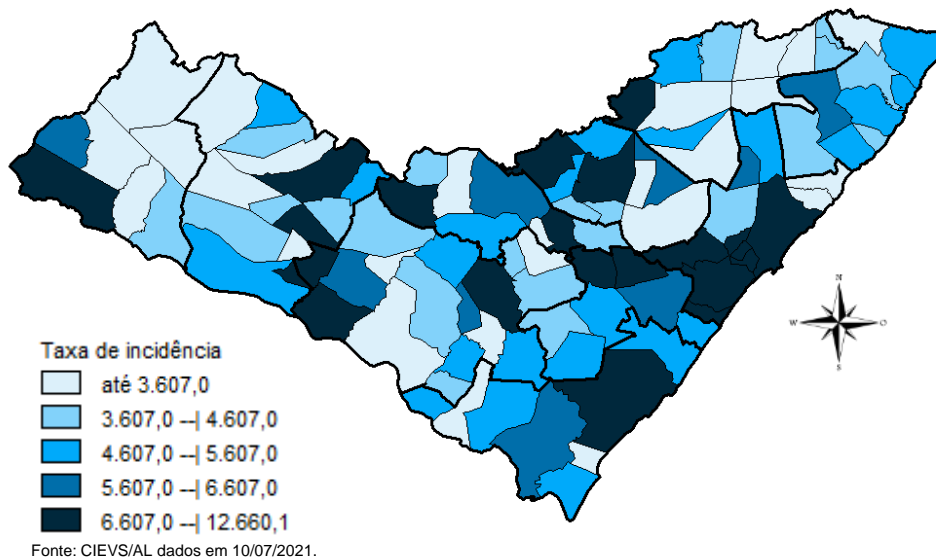 N
W
O
S
Taxa de incidência
até 3.607,0
3.607,0 --| 4.607,0
4.607,0 --| 5.607,0
5.607,0 --| 6.607,0
6.607,0 --| 12.660,1
Fonte: CIEVS/AL dados em 10/07/2021.